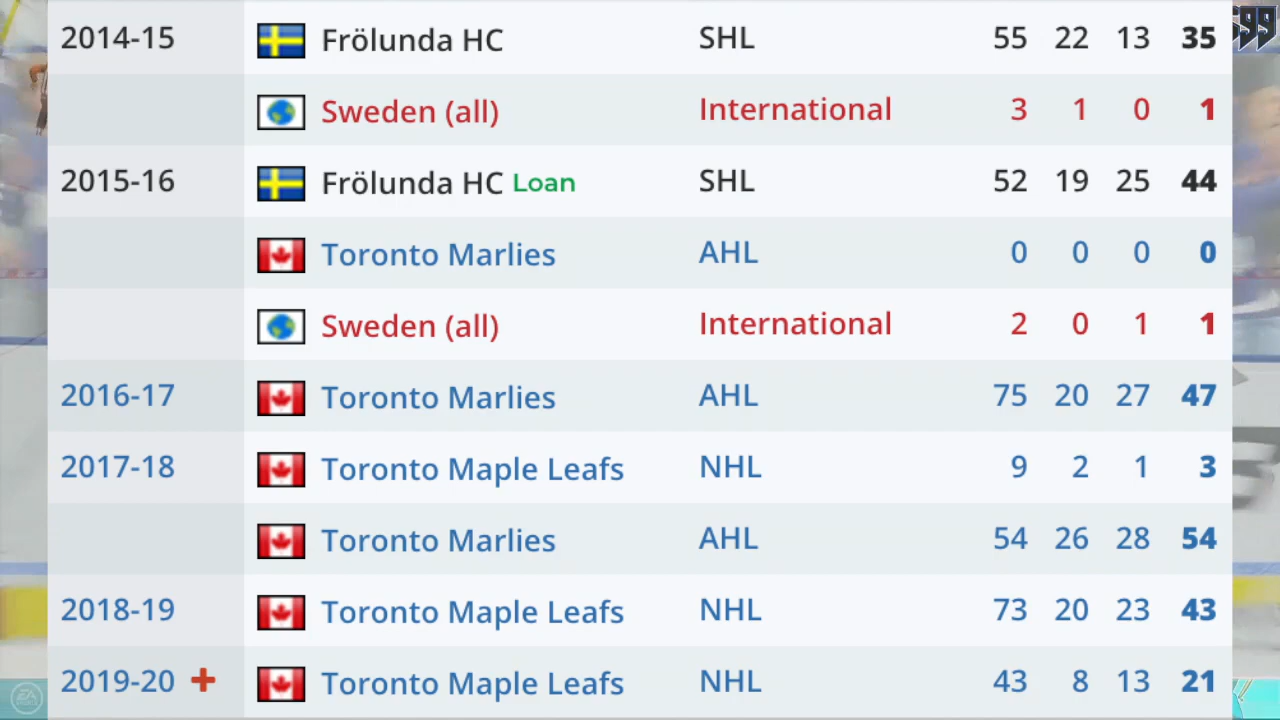 2014-15 Frölunda HC SHL 55 22 13 35
Sweden (all) International 3 1 0 1
2015-16 Frölunda HC Loan SHL 52 19 25 44
Toronto Marlies AHL 0 0 0 0
Sweden (all) International 2 0 1 1
2016-17 Toronto Marlies AHL 75 20 27 47
2017-18 Toronto Maple Leafs NHL 9 2 1 3
Toronto Marlies AHL 54 26 28 54
2018-19 Toronto Maple Leafs NHL 73 20 23 43
2019-20 + Toronto Maple Leafs NHL 43 8 13 21